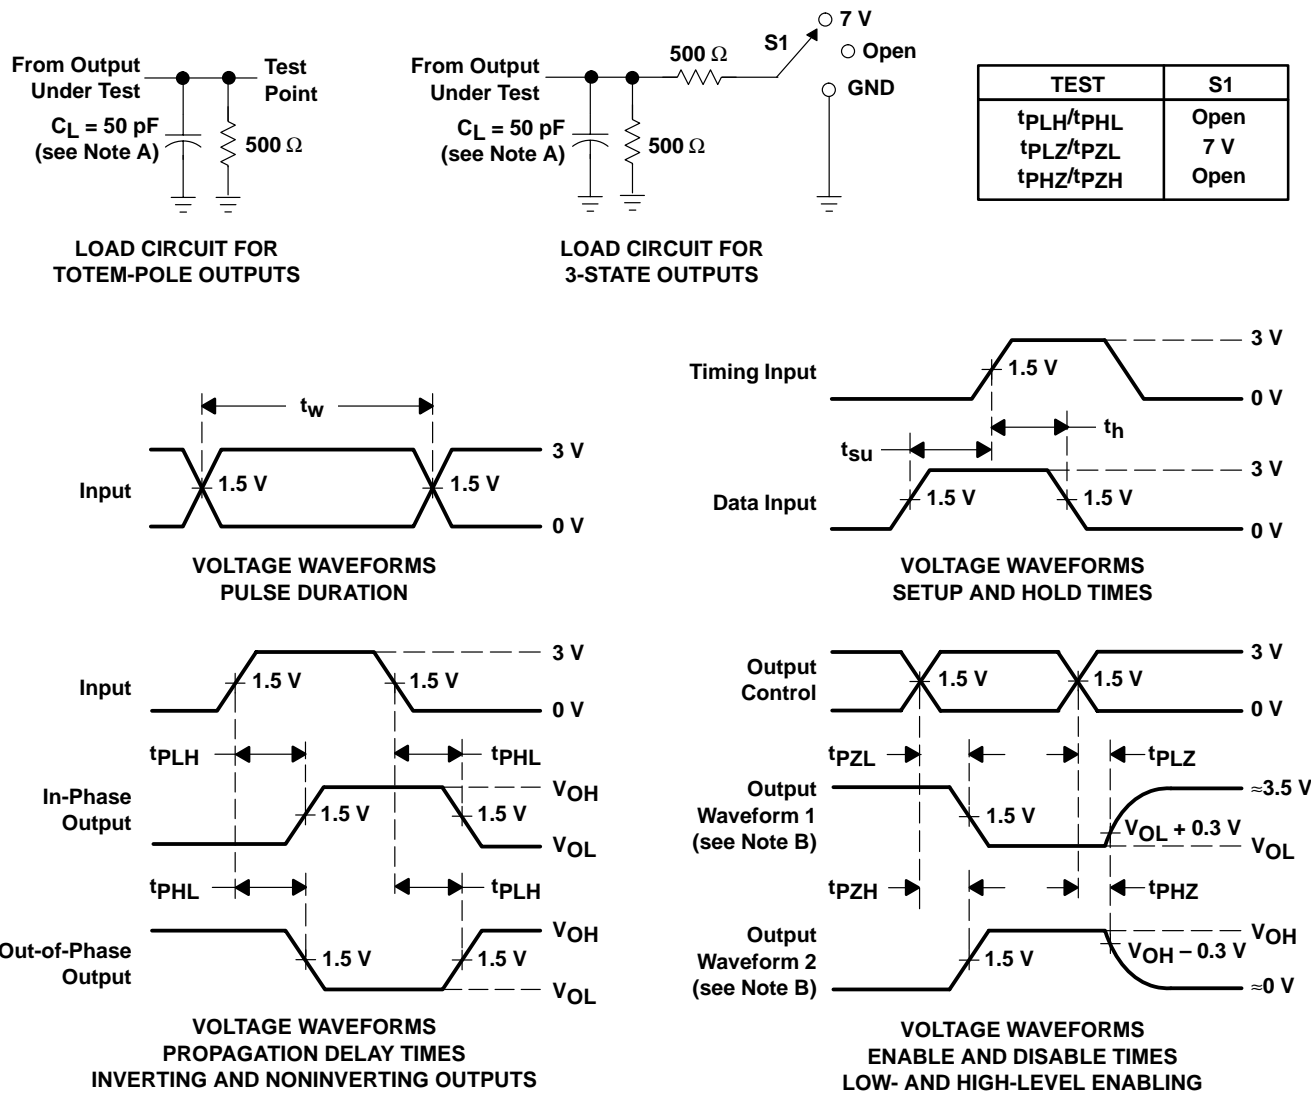 From Output
Under Test
Test
Point
CL = 50 pF
(see Note A)
500 Ω
LOAD CIRCUIT FOR
TOTEM-POLE OUTPUTS
From Output
Under Test
CL = 50 pF
(see Note A)
500 Ω
500 Ω
S1
7 V
Open
GND
LOAD CIRCUIT FOR
3-STATE OUTPUTS
TEST S1
tPLH/tPHL Open
tPLZ/tPZL 7 V
tPHZ/tPZH Open
tw
Input
1.5 V
1.5 V
3 V
0 V
VOLTAGE WAVEFORMS
PULSE DURATION
Timing Input
1.5 V
3 V
0 V
tsu
th
Data Input
1.5 V
1.5 V
3 V
0 V
VOLTAGE WAVEFORMS
SETUP AND HOLD TIMES
Input
1.5 V
1.5 V
3 V
0 V
tPLH
tPHL
In-Phase
Output
1.5 V
1.5 V
VOH
VOL
tPHL
tPLH
Out-of-Phase
Output
1.5 V
1.5 V
VOH
VOL
VOLTAGE WAVEFORMS
PROPAGATION DELAY TIMES
INVERTING AND NONINVERTING OUTPUTS
Output
Control
1.5 V
1.5 V
3 V
0 V
tPZL
tPLZ
Output
Waveform 1
(see Note B)
1.5 V
VOL + 0.3 V
≈3.5 V
VOL
tPZH
tPHZ
Output
Waveform 2
(see Note B)
1.5 V
VOH − 0.3 V
VOH
≈0 V
VOLTAGE WAVEFORMS
ENABLE AND DISABLE TIMES
LOW- AND HIGH-LEVEL ENABLING